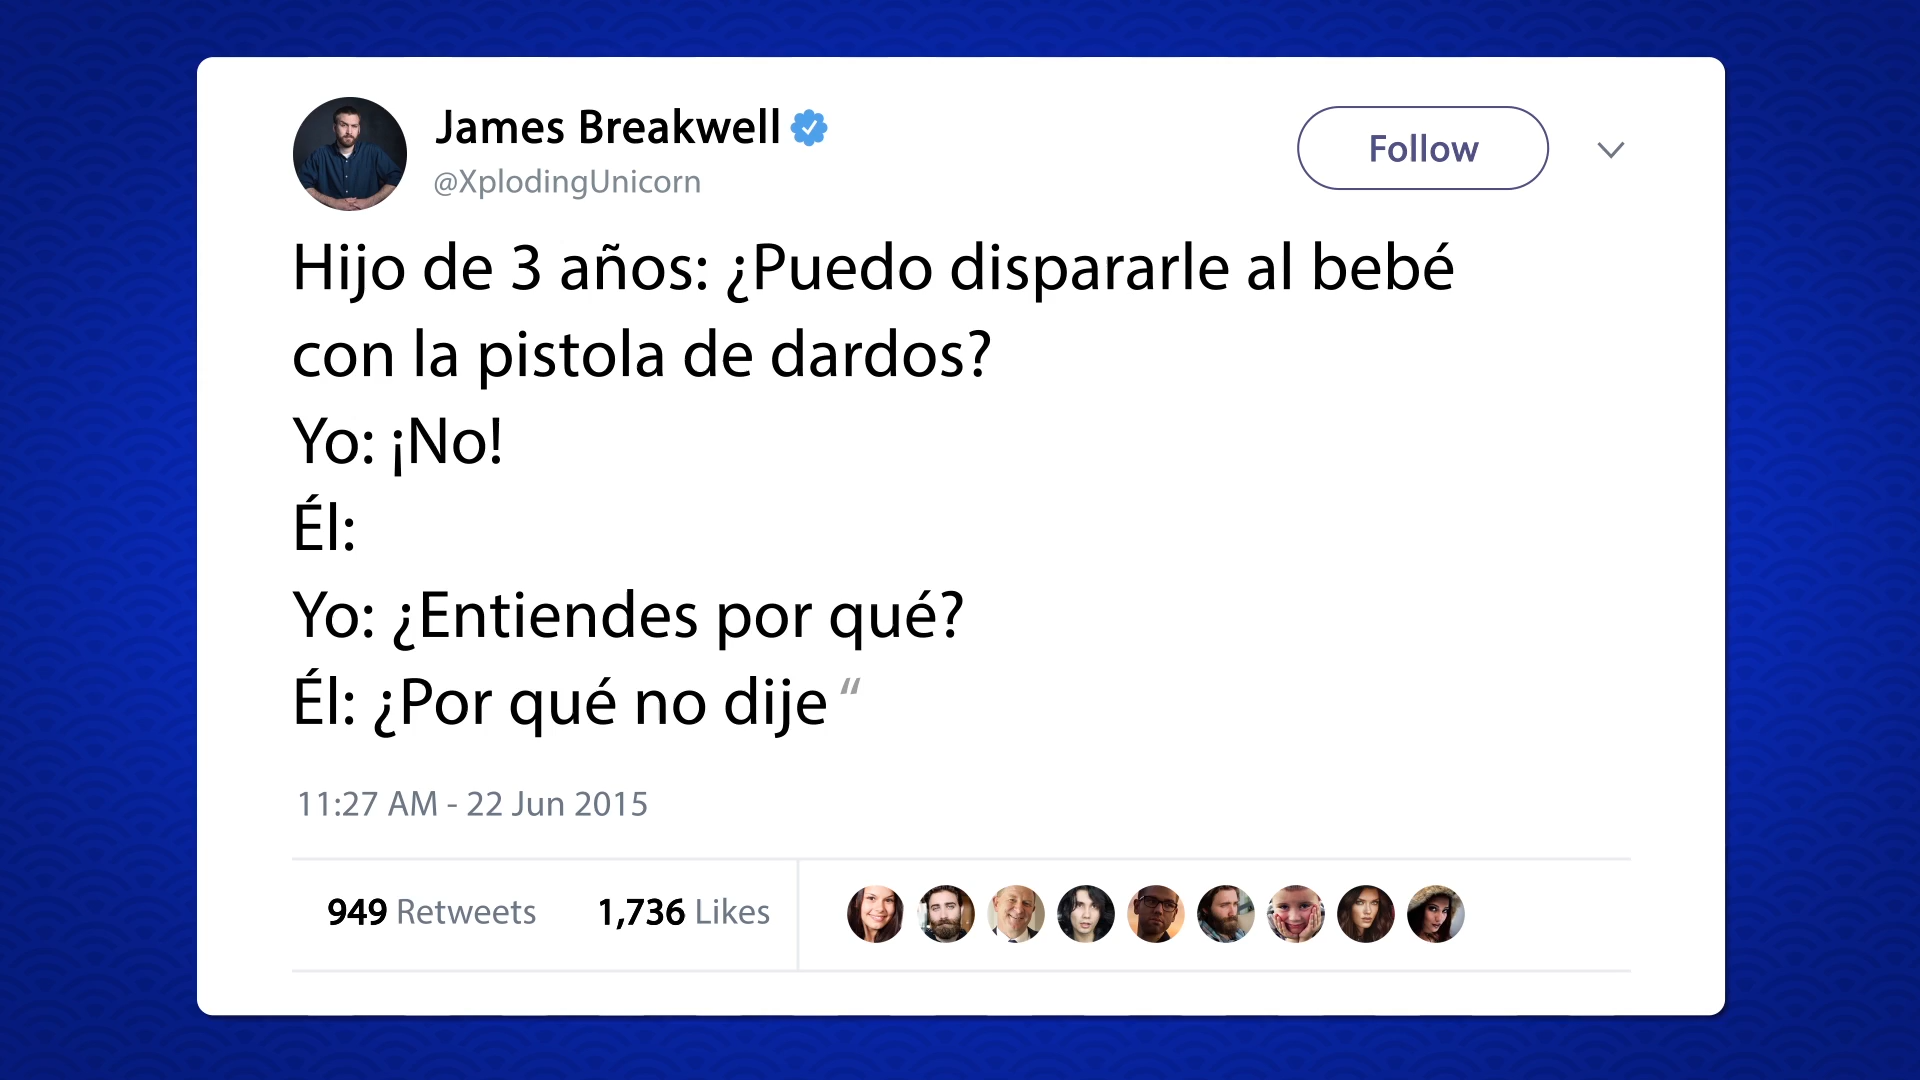 James Breakwell
@XplodingUnicorn
Follow
Hijo de 3 años: ¿Puedo dispararle al bebé
con la pistola de dardos?
Yo: ¡No!
Él:
Yo: ¿Entiendes por qué?
Él: ¿Por qué no dije “
11:27 AM - 22 Jun 2015
949 Retweets 1,736 Likes